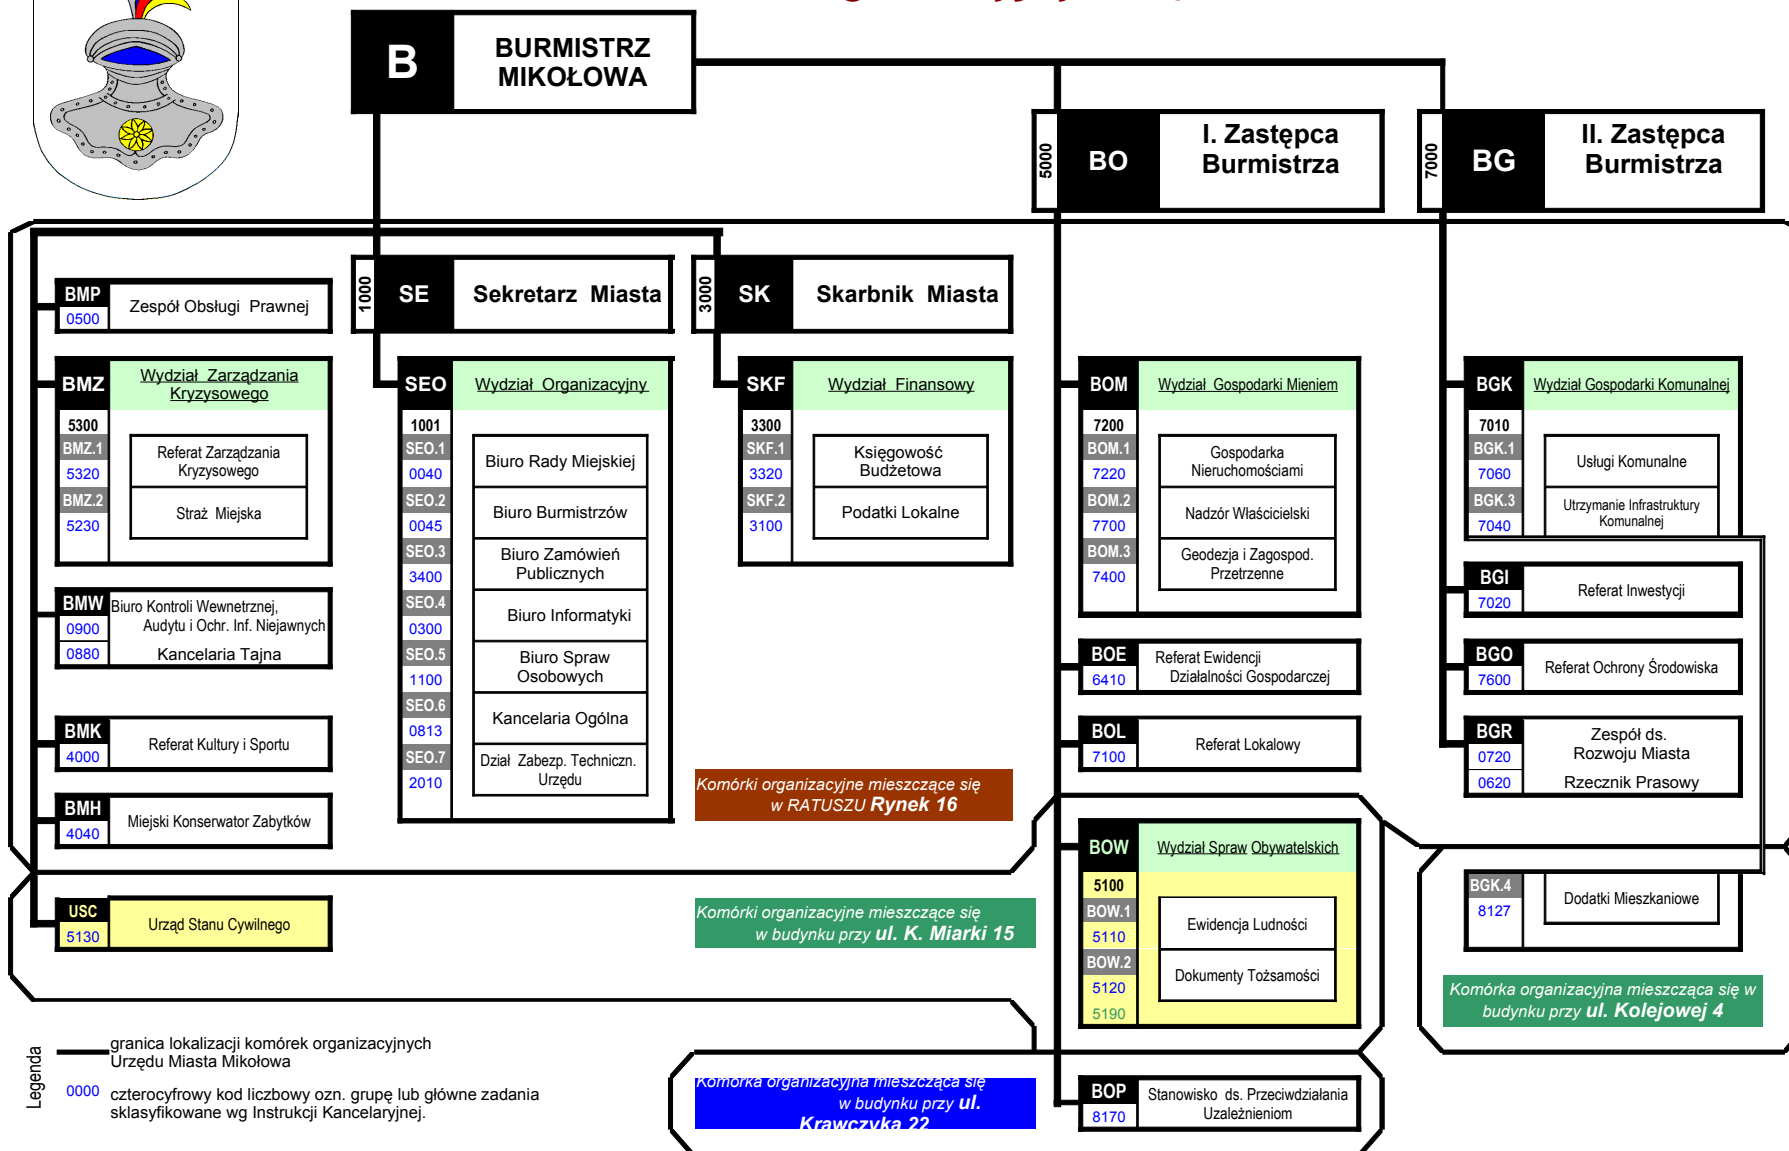 B
BURMISTRZ
MIKOŁOWA
5000
BO
I. Zastępca
Burmistrza
7000
BG
II. Zastępca
Burmistrza
BMP
0500
Zespół Obsługi Prawnej
1000
SE
Sekretarz Miasta
3000
SK
Skarbnik Miasta
BMZ
Wydział Zarządzania
Kryzysowego
5300
BMZ.1
5320
Referat Zarządzania
Kryzysowego
BMZ.2
5230
Straż Miejska
BMW
0900
Biuro Kontroli Wewnetrznej,
Audytu i Ochr. Inf. Niejawnych
0880
Kancelaria Tajna
BMK
4000
Referat Kultury i Sportu
BMH
4040
Miejski Konserwator Zabytków
USC
5130
Urząd Stanu Cywilnego
SEO
Wydział Organizacyjny
1001
SEO.1
0040
Biuro Rady Miejskiej
SEO.2
0045
Biuro Burmistrzów
SEO.3
3400
Biuro Zamówień
Publicznych
SEO.4
0300
Biuro Informatyki
SEO.5
1100
Biuro Spraw
Osobowych
SEO.6
0813
Kancelaria Ogólna
SEO.7
2010
Dział Zabezp. Techniczn.
Urzędu
SKF
Wydział Finansowy
3300
SKF.1
3320
Księgowość
Budżetowa
SKF.2
3100
Podatki Lokalne
Komórki organizacyjne mieszczące się
w RATUSZU Rynek 16
Komórki organizacyjne mieszczące się
w budynku przy ul. K. Miarki 15
Komórka organizacyjna mieszcząca się
w budynku przy ul.
Krawczyka 22
BOM
Wydział Gospodarki Mieniem
7200
BOM.1
7220
Gospodarka
Nieruchomościami
BOM.2
7700
Nadzór Właścicielski
BOM.3
7400
Geodezja i Zagospod.
Przetrzenne
BOE
6410
Referat Ewidencji
Działalności Gospodarczej
BOL
7100
Referat Lokalowy
BOW
Wydział Spraw Obywatelskich
5100
BOW.1
5110
Ewidencja Ludności
BOW.2
5120
Dokumenty Tożsamości
5190
BOP
8170
Stanowisko ds. Przeciwdziałania
Uzależnieniom
BGK
Wydział Gospodarki Komunalnej
7010
BGK.1
7060
Usługi Komunalne
BGK.3
7040
Utrzymanie Infrastruktury
Komunalnej
BGI
7020
Referat Inwestycji
BGO
7600
Referat Ochrony Środowiska
BGR
0720
Zespół ds.
Rozwoju Miasta
0620
Rzecznik Prasowy
BGK.4
8127
Dodatki Mieszkaniowe
Komórka organizacyjna mieszcząca się w
budynku przy ul. Kolejowej 4
Legenda
granica lokalizacji komórek organizacyjnych
Urzędu Miasta Mikołowa
0000 czterocyfrowy kod liczbowy ozn. grupę lub główne zadania
sklasyfikowane wg Instrukcji Kancelaryjnej.